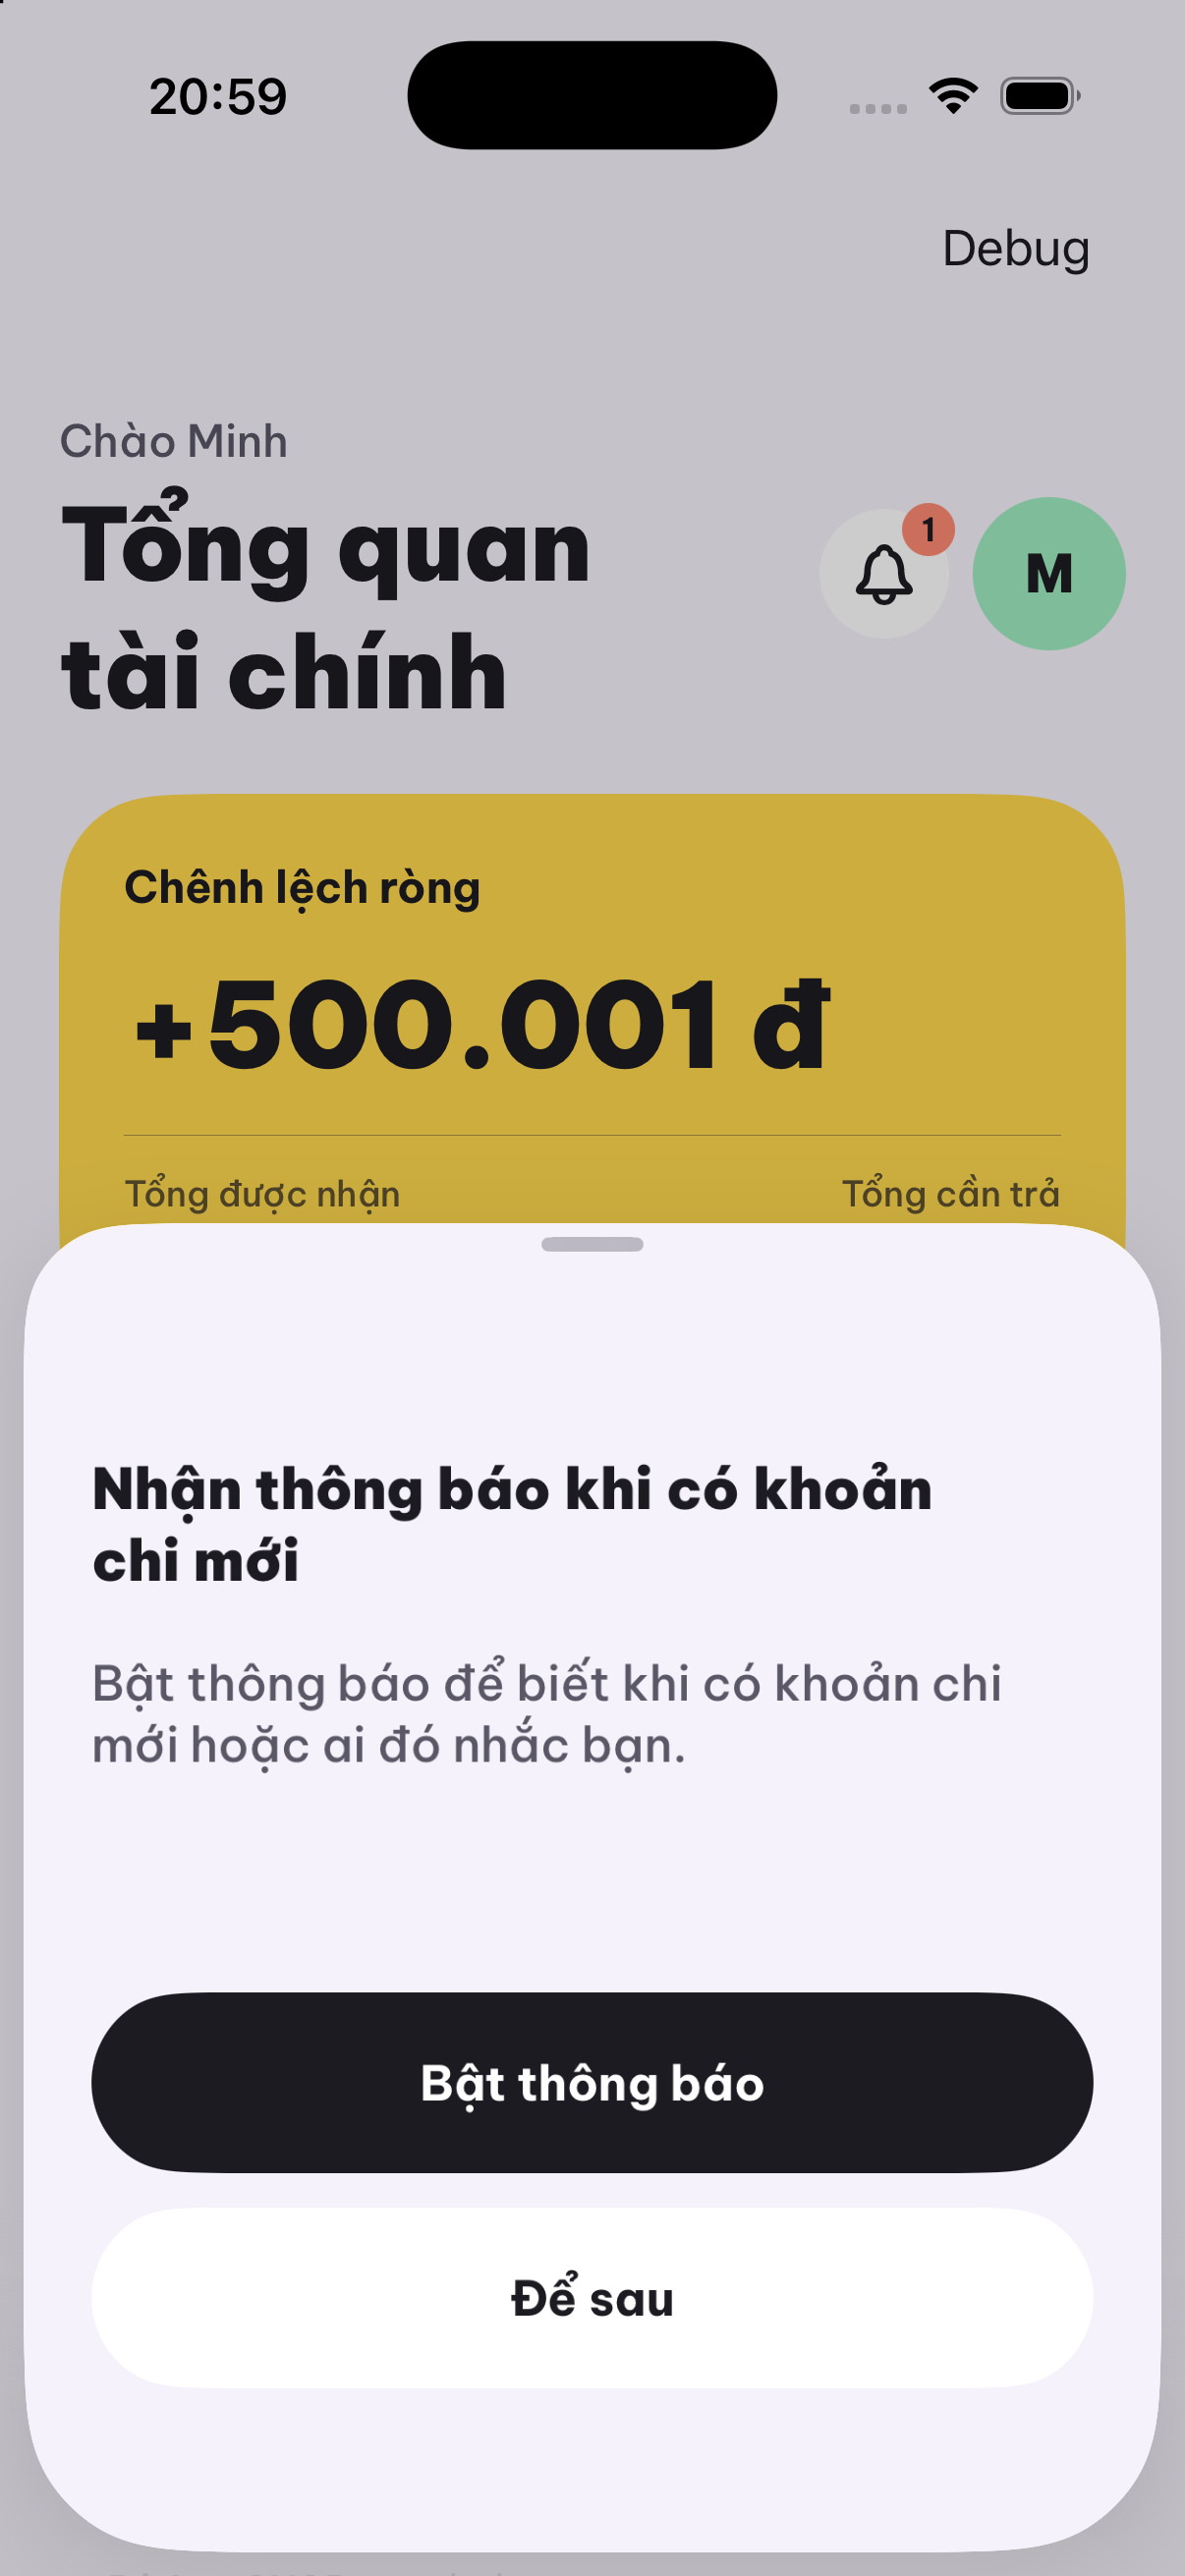 20:59
Debug
Chào Minh
Tổng quan
tài chính
1
M
Chênh lệch ròng
+500.001 đ
Tổng được nhận
Tổng cần trả
Nhận thông báo khi có khoản
chi mới
Bật thông báo để biết khi có khoản chi
mới hoặc ai đó nhắc bạn.
Bật thông báo
Để sau